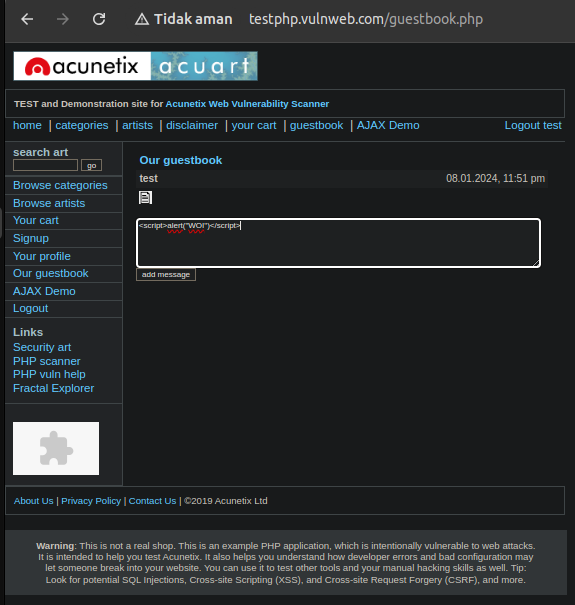 Tidak aman testphp.vulnweb.com/guestbook.php
acunetix acuart
TEST and Demonstration site for Acunetix Web Vulnerability Scanner
home | categories | artists | disclaimer | your cart | guestbook | AJAX Demo Logout test
search art
go
Browse categories
Browse artists
Your cart
Signup
Your profile
Our guestbook
AJAX Demo
Logout
Links
Security art
PHP scanner
PHP vuln help
Fractal Explorer
Our guestbook
test 08.01.2024, 11:51 pm
<script>alert("WOI")</script>
add message
About Us | Privacy Policy | Contact Us | ©2019 Acunetix Ltd
Warning: This is not a real shop. This is an example PHP application, which is intentionally vulnerable to web attacks.
It is intended to help you test Acunetix. It also helps you understand how developer errors and bad configuration may
let someone break into your website. You can use it to test other tools and your manual hacking skills as well. Tip:
Look for potential SQL Injections, Cross-site Scripting (XSS), and Cross-site Request Forgery (CSRF), and more.